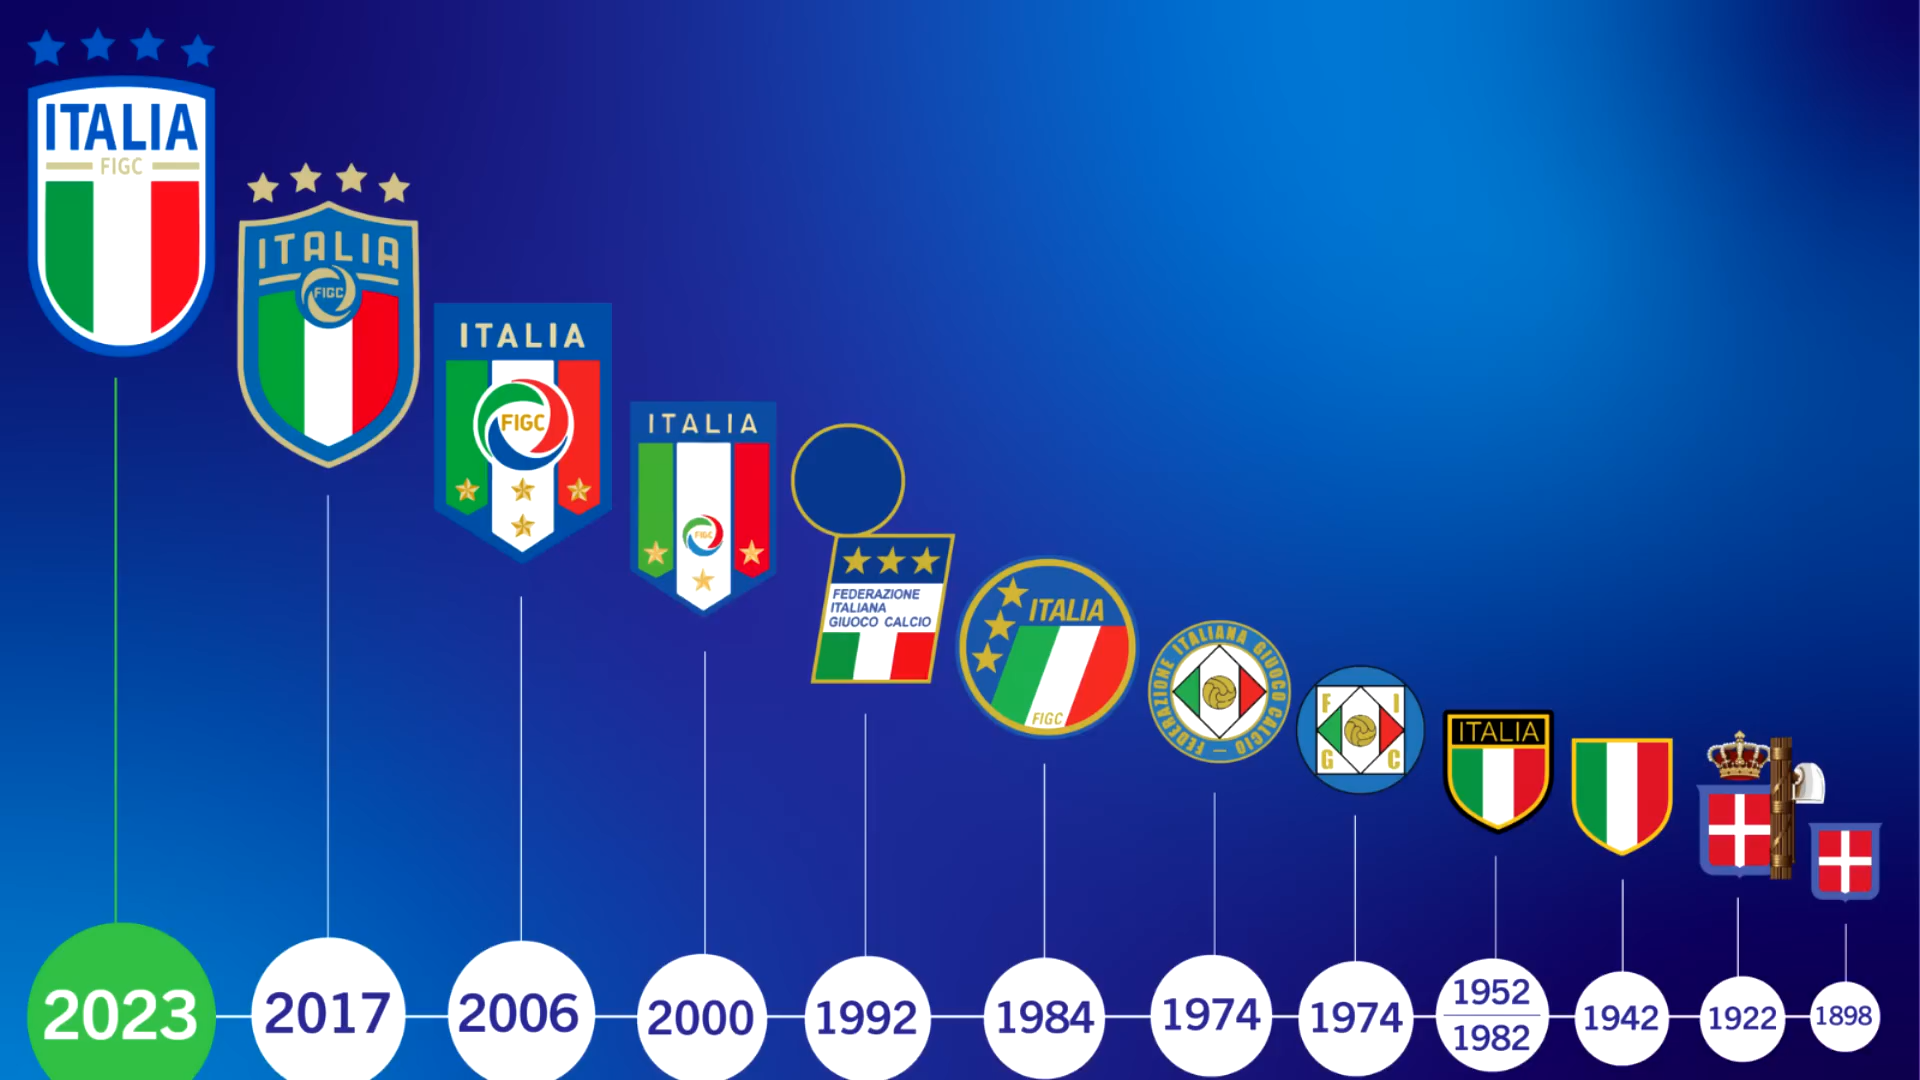 ITALIA
FIGC
ITALIA
FIGC
ITALIA
FIGC
ITALIA
FIGC
FEDERAZIONE
ITALIANA
GIUOCO CALCIO
ITALIA
FIGC
FEDERAZIONE ITALIANA GIUOCO CALCIO –
F I
G C
ITALIA
2023
2017
2006
2000
1992
1984
1974
1974
1952
1982
1942
1922
1898